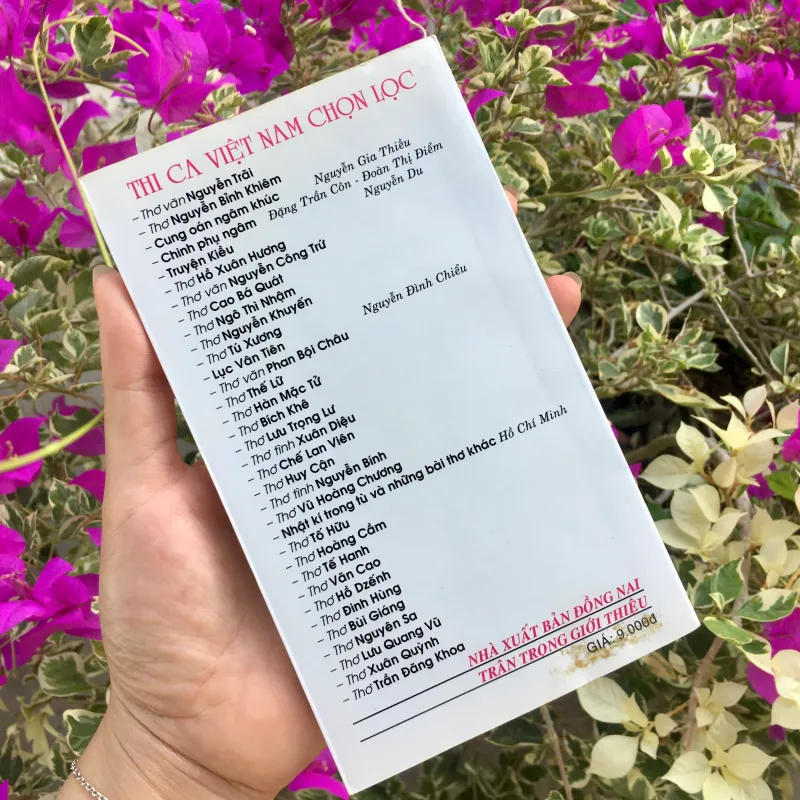 THI CA VIỆT NAM CHỌN LỌC
– Thơ văn Nguyễn Trãi
– Thơ Nguyễn Bỉnh Khiêm
– Cung oán ngâm khúc Nguyễn Gia Thiều
– Chinh phụ ngâm Đặng Trần Côn - Đoàn Thị Điểm
– Truyện Kiều Nguyễn Du
– Thơ Hồ Xuân Hương
– Thơ văn Nguyễn Công Trứ
– Thơ Cao Bá Quát
– Thơ Ngô Thì Nhậm
– Thơ Nguyễn Khuyến
– Thơ Tú Xương
– Lục Vân Tiên Nguyễn Đình Chiểu
– Thơ văn Phan Bội Châu
– Thơ Thế Lữ
– Thơ Hàn Mặc Tử
– Thơ Bích Khê
– Thơ Lưu Trọng Lư
– Thơ tình Xuân Diệu
– Thơ Chế Lan Viên
– Thơ Huy Cận
– Thơ tình Nguyễn Bính
– Thơ Vũ Hoàng Chương
– Nhật kí trong tù và những bài thơ khác Hồ Chí Minh
– Thơ Tố Hữu
– Thơ Hoàng Cầm
– Thơ Tế Hanh
– Thơ Văn Cao
– Thơ Hồ Dzếnh
– Thơ Đinh Hùng
– Thơ Bùi Giáng
– Thơ Nguyên Sa
– Thơ Lưu Quang Vũ
– Thơ Xuân Quỳnh
– Thơ Trần Đăng Khoa
NHÀ XUẤT BẢN ĐỒNG NAI
TRÂN TRỌNG GIỚI THIỆU
GIÁ: 9.000đ